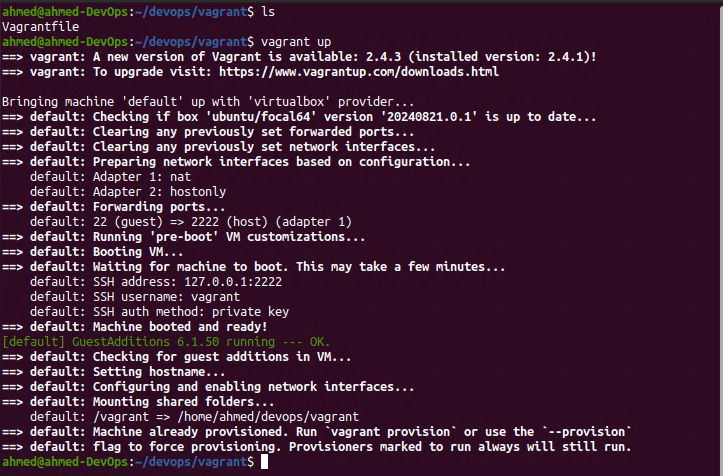 ahmed@ahmed-DevOps:~/devops/vagrant$ ls
Vagrantfile
ahmed@ahmed-DevOps:~/devops/vagrant$ vagrant up
==> vagrant: A new version of Vagrant is available: 2.4.3 (installed version: 2.4.1)!
==> vagrant: To upgrade visit: https://www.vagrantup.com/downloads.html

Bringing machine 'default' up with 'virtualbox' provider...
==> default: Checking if box 'ubuntu/focal64' version '20240821.0.1' is up to date...
==> default: Clearing any previously set forwarded ports...
==> default: Clearing any previously set network interfaces...
==> default: Preparing network interfaces based on configuration...
    default: Adapter 1: nat
    default: Adapter 2: hostonly
==> default: Forwarding ports...
    default: 22 (guest) => 2222 (host) (adapter 1)
==> default: Running 'pre-boot' VM customizations...
==> default: Booting VM...
==> default: Waiting for machine to boot. This may take a few minutes...
    default: SSH address: 127.0.0.1:2222
    default: SSH username: vagrant
    default: SSH auth method: private key
==> default: Machine booted and ready!
[default] GuestAdditions 6.1.50 running --- OK.
==> default: Checking for guest additions in VM...
==> default: Setting hostname...
==> default: Configuring and enabling network interfaces...
==> default: Mounting shared folders...
    default: /vagrant => /home/ahmed/devops/vagrant
==> default: Machine already provisioned. Run `vagrant provision` or use the `--provision`
==> default: flag to force provisioning. Provisioners marked to run always will still run.
ahmed@ahmed-DevOps:~/devops/vagrant$